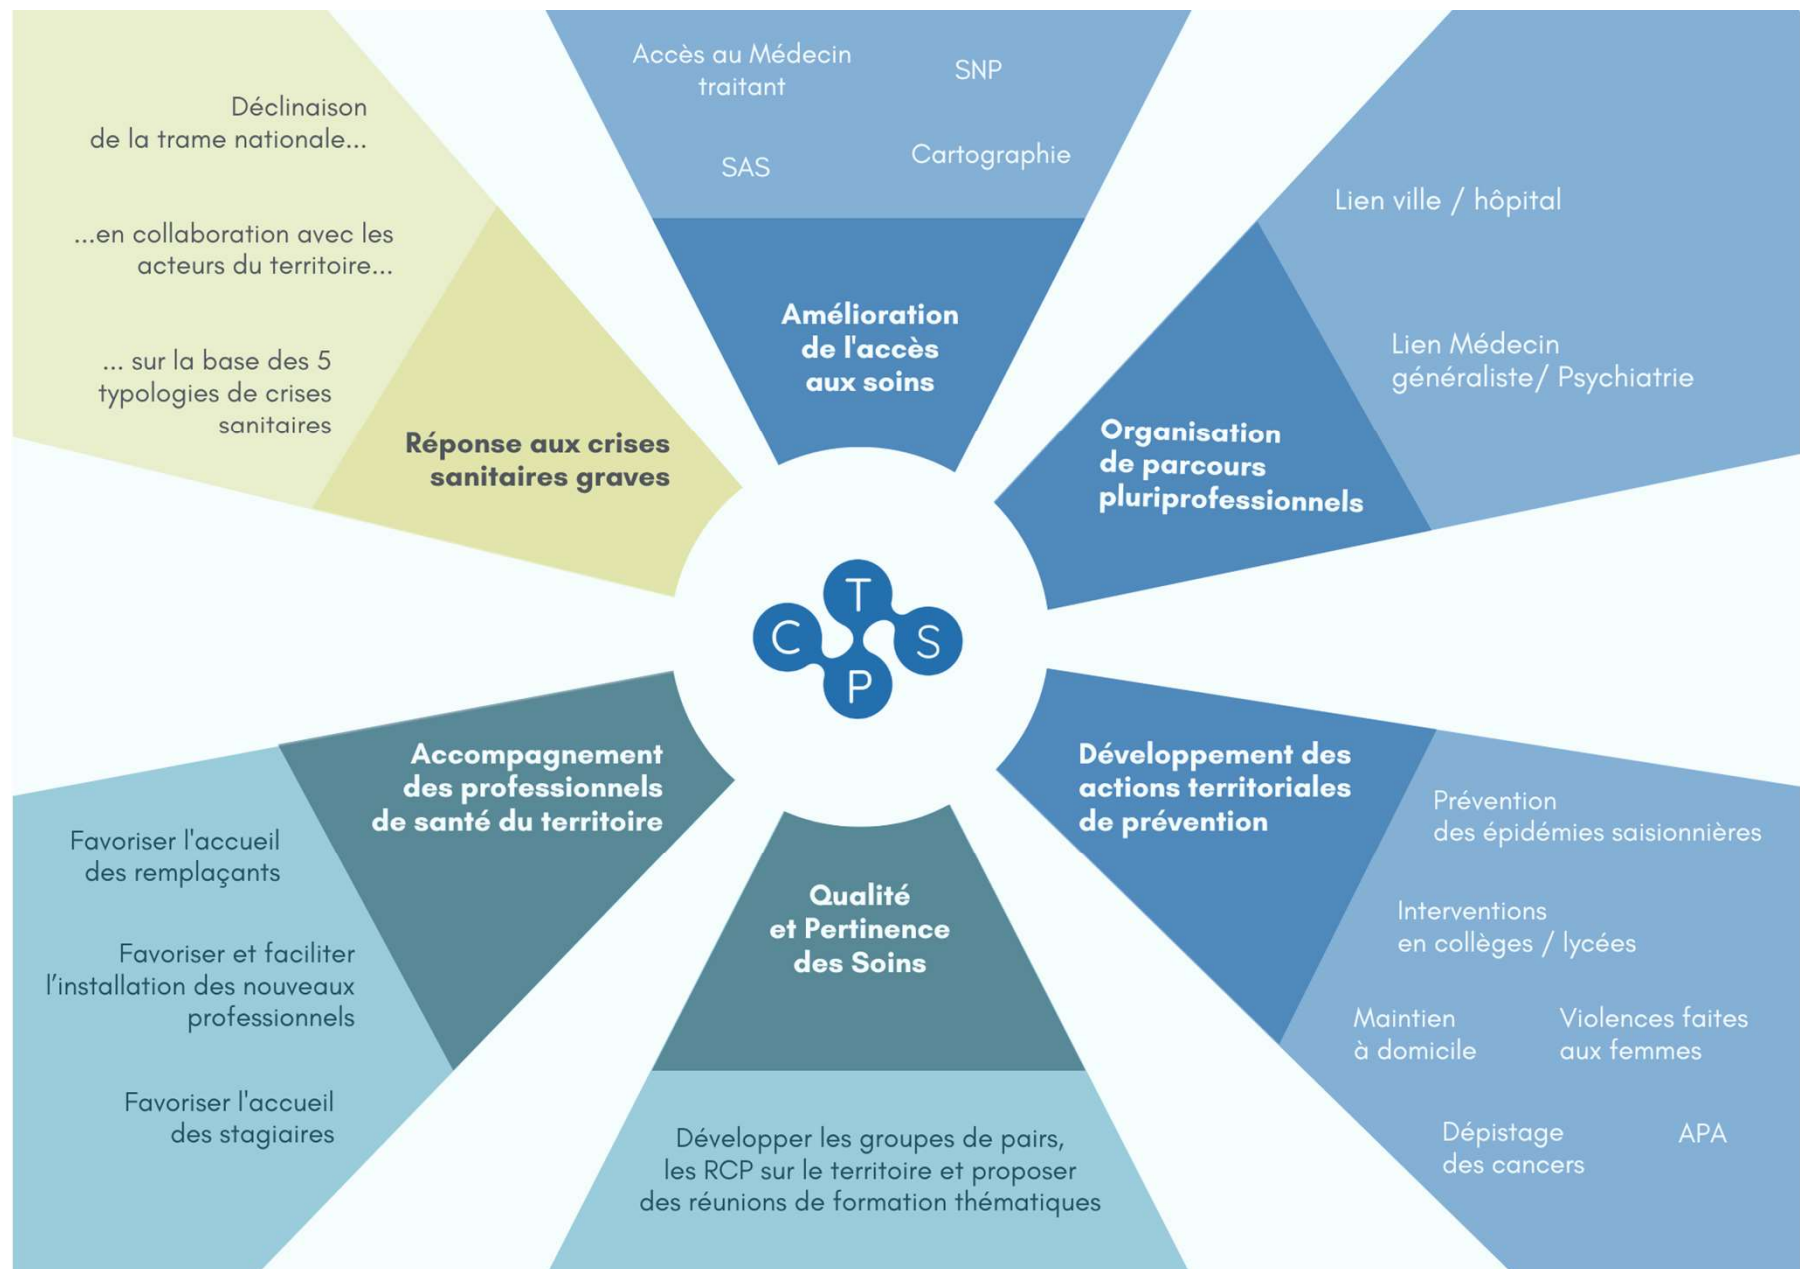 Accès au Médecin
traitant
SNP
SAS
Cartographie
Amélioration
de l'accès
aux soins
Lien ville / hôpital
Lien Médecin
généraliste/ Psychiatrie
Organisation
de parcours
pluriprofessionnels
Développement des
actions territoriales
de prévention
Prévention
des épidémies saisionnières
Interventions
en collèges / lycées
Maintien
à domicile
Violences faites
aux femmes
Dépistage
des cancers
APA
Qualité
et Pertinence
des Soins
Développer les groupes de pairs,
les RCP sur le territoire et proposer
des réunions de formation thématiques
Accompagnement
des professionnels
de santé du territoire
Favoriser l'accueil
des remplaçants
Favoriser et faciliter
l’installation des nouveaux
professionnels
Favoriser l'accueil
des stagiaires
Réponse aux crises
sanitaires graves
Déclinaison
de la trame nationale...
...en collaboration avec les
acteurs du territoire...
... sur la base des 5
typologies de crises
sanitaires
C
P
T
S